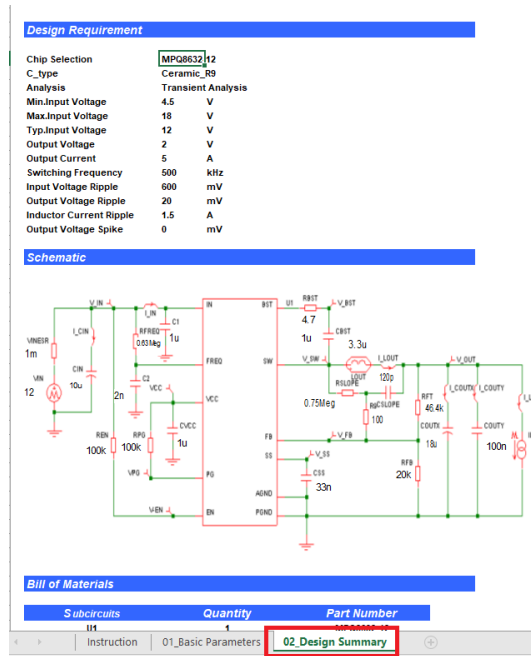 Design Requirement
Chip Selection MPQ8632-12
C_type Ceramic_R9
Analysis Transient Analysis
Min.Input Voltage 4.5 V
Max.Input Voltage 18 V
Typ.Input Voltage 12 V
Output Voltage 2 V
Output Current 5 A
Switching Frequency 500 kHz
Input Voltage Ripple 600 mV
Output Voltage Ripple 20 mV
Inductor Current Ripple 1.5 A
Output Voltage Spike 0 mV
Schematic
V_IN
I_IN
IN
BST
U1
RBST
4.7
V_BST
C1
1u
RFREQ
0.63Meg
I_CIN
VINESR
1m
CIN
10u
VIN
12
1u
CBST
3.3u
FREQ
SW
V_SW
LOUT
I_LOUT
V_OUT
C2
2n
VCC
VCC
RSLOPE
0.75Meg
120p
CSLOPE
R9
100
RFT
46.4k
I_COUTX
I_COUTY
COUTX
18u
COUTY
100n
REN
100k
RPG
100k
CVCC
1u
FB
V_FB
SS
V_SS
RFB
20k
VPG
PG
CSS
33n
AGND
V-EN
EN
PGND
Bill of Materials
Subcircuits Quantity Part Number
U1 1 MPQ8632-12
Instruction 01_Basic Parameters 02_Design Summary